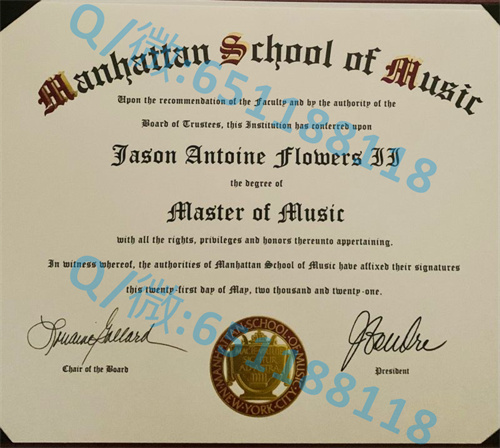 Manhattan School of Music
Upon the recommendation of the Faculty and by the authority of the
Board of Trustees, this Institution has conferred upon
Jason Antoine Flowers II
the degree of
Master of Music
with all the rights, privileges and honors thereunto appertaining.
In witness whereof, the authorities of Manhattan School of Music have affixed their signatures
this twenty-first day of May, two thousand and twenty-one.
Chair of the Board
President
MANHATTAN·SCHOOL·OF·MUSIC
NEW·YORK·CITY
Q/微:651188118
Q/微:651188118